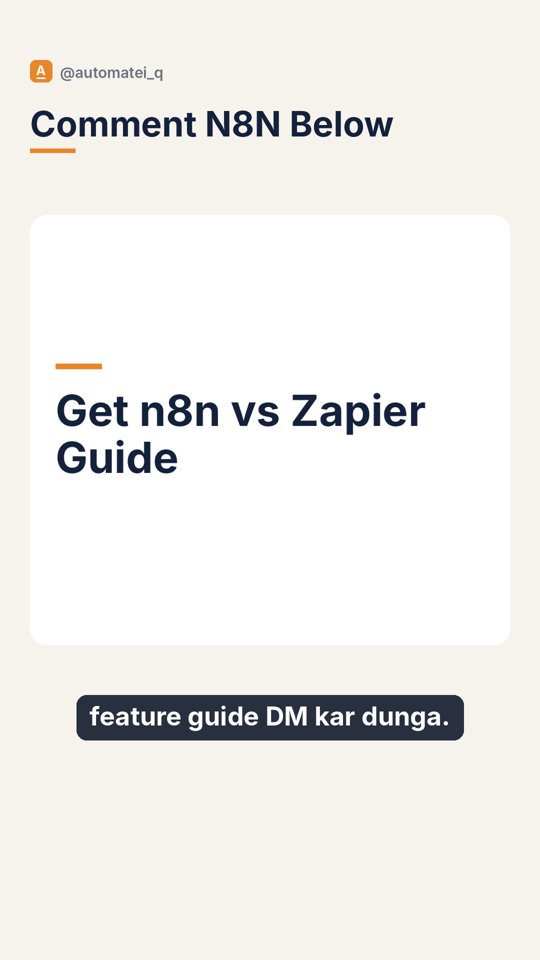 A
@automatei_q
Comment N8N Below
Get n8n vs Zapier
Guide
feature guide DM kar dunga.